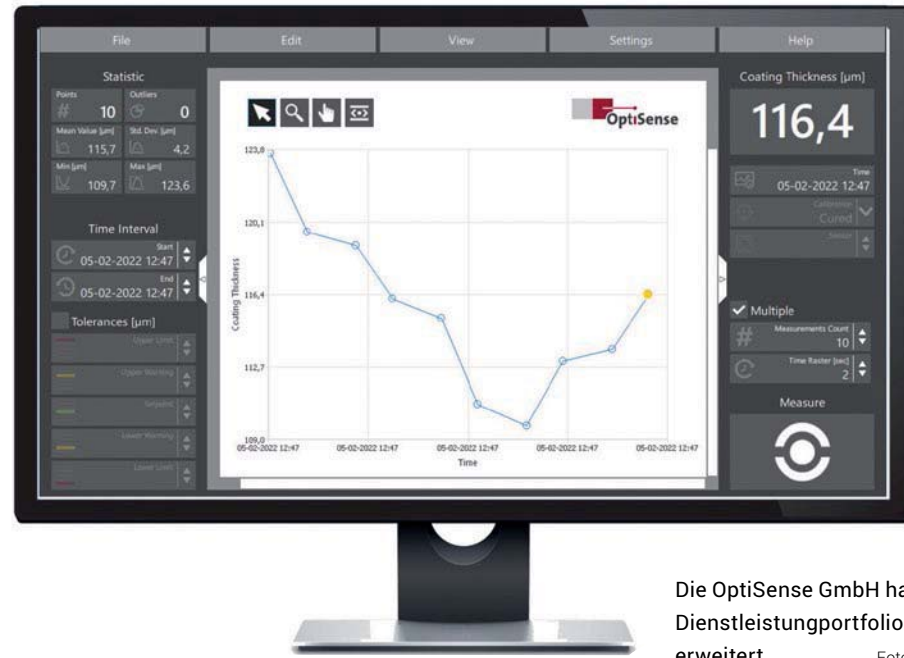 File Edit View Settings Help
Statistic
Points Outliers
# 10 0
Mean Value [µm] Std. Dev. [µm]
115,7 4,2
Min [µm] Max [µm]
109,7 123,6
Time Interval
Start
05-02-2022 12:47
End
05-02-2022 12:47
Tolerances [µm]
Upper Limit
Upper Warning
Setpoint
Lower Warning
Lower Limit
OptiSense
123,8
120,1
116,4
112,7
109,0
Coating Thickness
05-02-2022 12:47 05-02-2022 12:47 05-02-2022 12:47 05-02-2022 12:47 05-02-2022 12:47
Time
Coating Thickness [µm]
116,4
Time
05-02-2022 12:47
Calibration
Cured
Sensor
Multiple
Measurements Count
# 10
Time Raster [sec]
2
Measure
Die OptiSense GmbH ha
Dienstleistungportfolio
erweitert. Foto